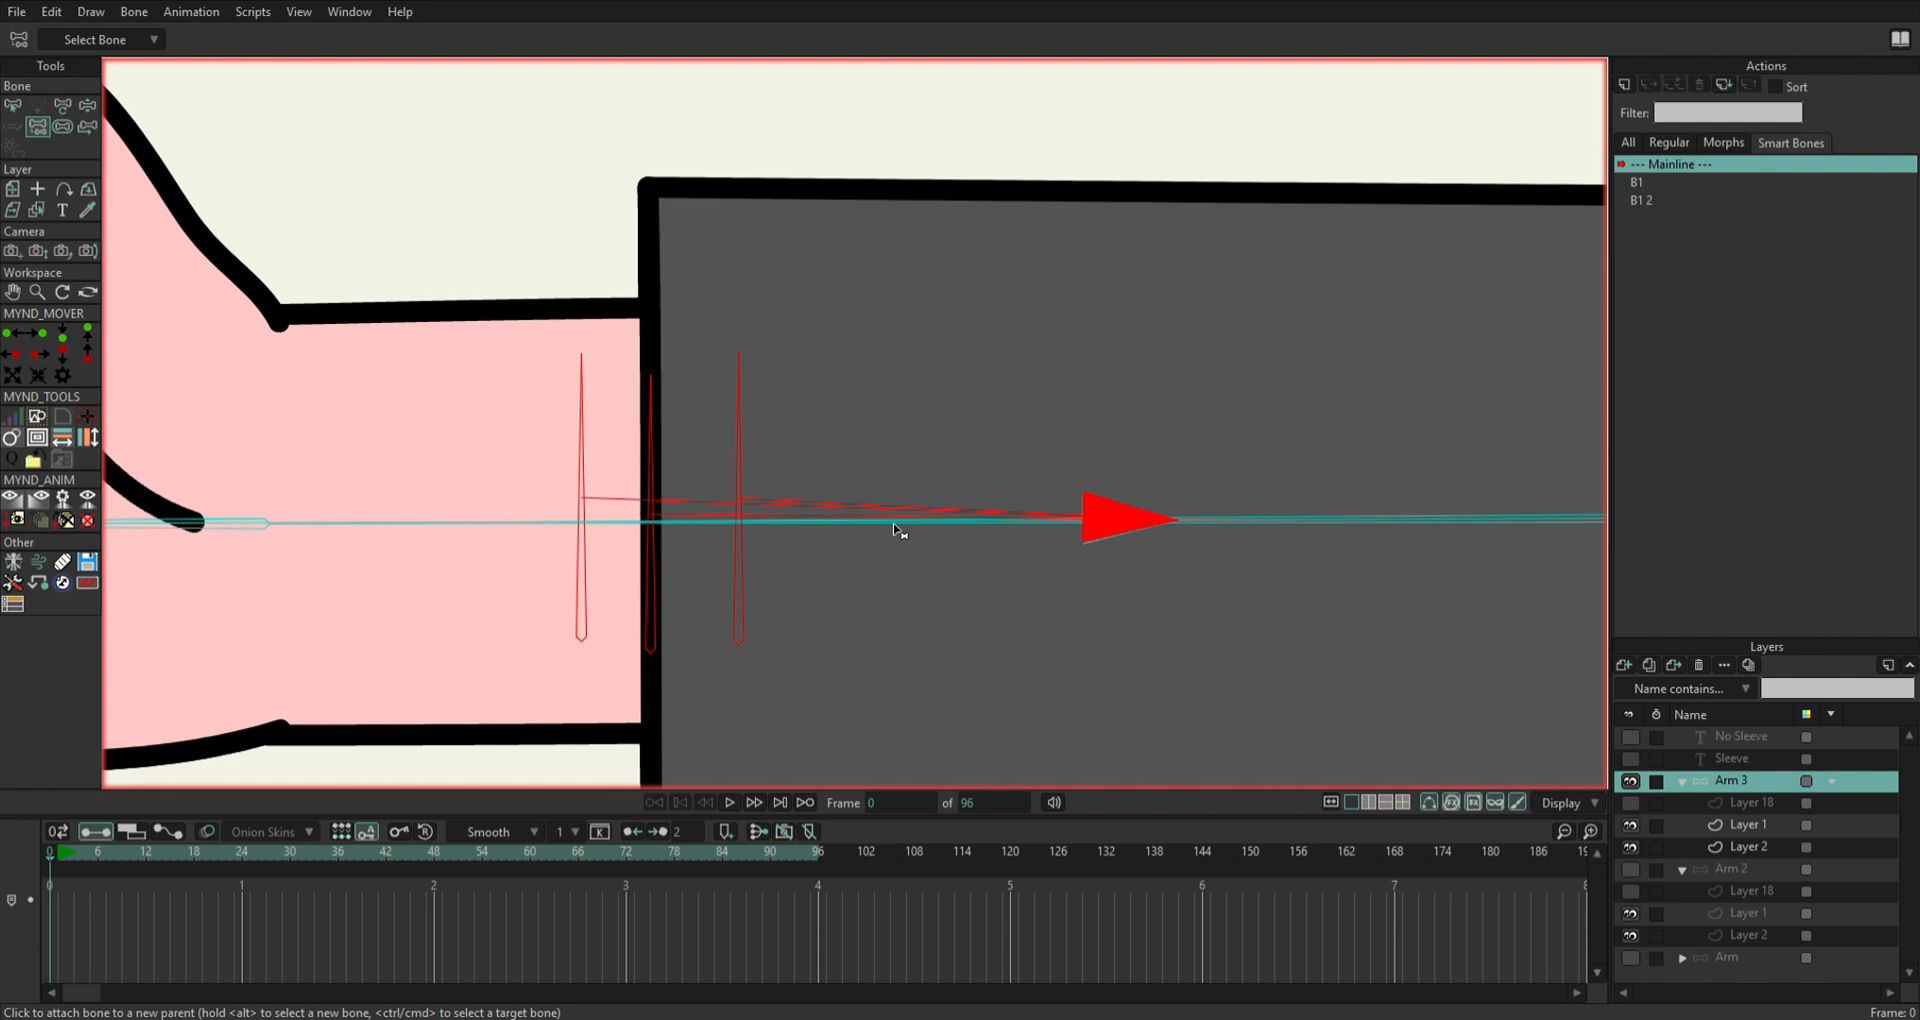 File Edit Draw Bone Animation Scripts View Window Help
Select Bone
Tools
Bone
Layer
T
Camera
Workspace
MYND_MOVER
MYND_TOOLS
Q
MYND_ANIM
Other
Actions
Sort
Filter:
All Regular Morphs Smart Bones
--- Mainline ---
B1
B1 2
Layers
Name contains...
Name
T No Sleeve
T Sleeve
Arm 3
Layer 18
Layer 1
Layer 2
Arm 2
Layer 18
Layer 1
Layer 2
Arm
Frame 0 of 96
Display
Onion Skins
Smooth 1 K 2
0 6 12 18 24 30 36 42 48 54 60 66 72 78 84 90 96 102 108 114 120 126 132 138 144 150 156 162 168 174 180 186
0 1 2 3 4 5 6 7
Click to attach bone to a new parent (hold <alt> to select a new bone, <ctrl/cmd> to select a target bone)
Frame: 0